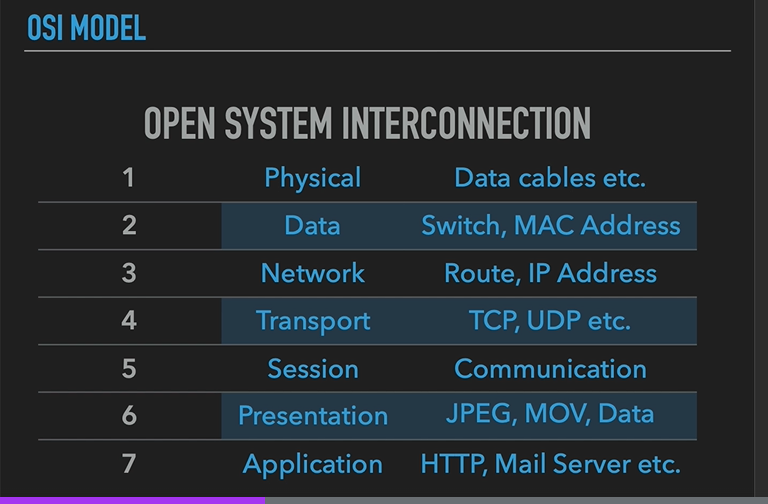 OSI MODEL
OPEN SYSTEM INTERCONNECTION
1 Physical Data cables etc.
2 Data Switch, MAC Address
3 Network Route, IP Address
4 Transport TCP, UDP etc.
5 Session Communication
6 Presentation JPEG, MOV, Data
7 Application HTTP, Mail Server etc.